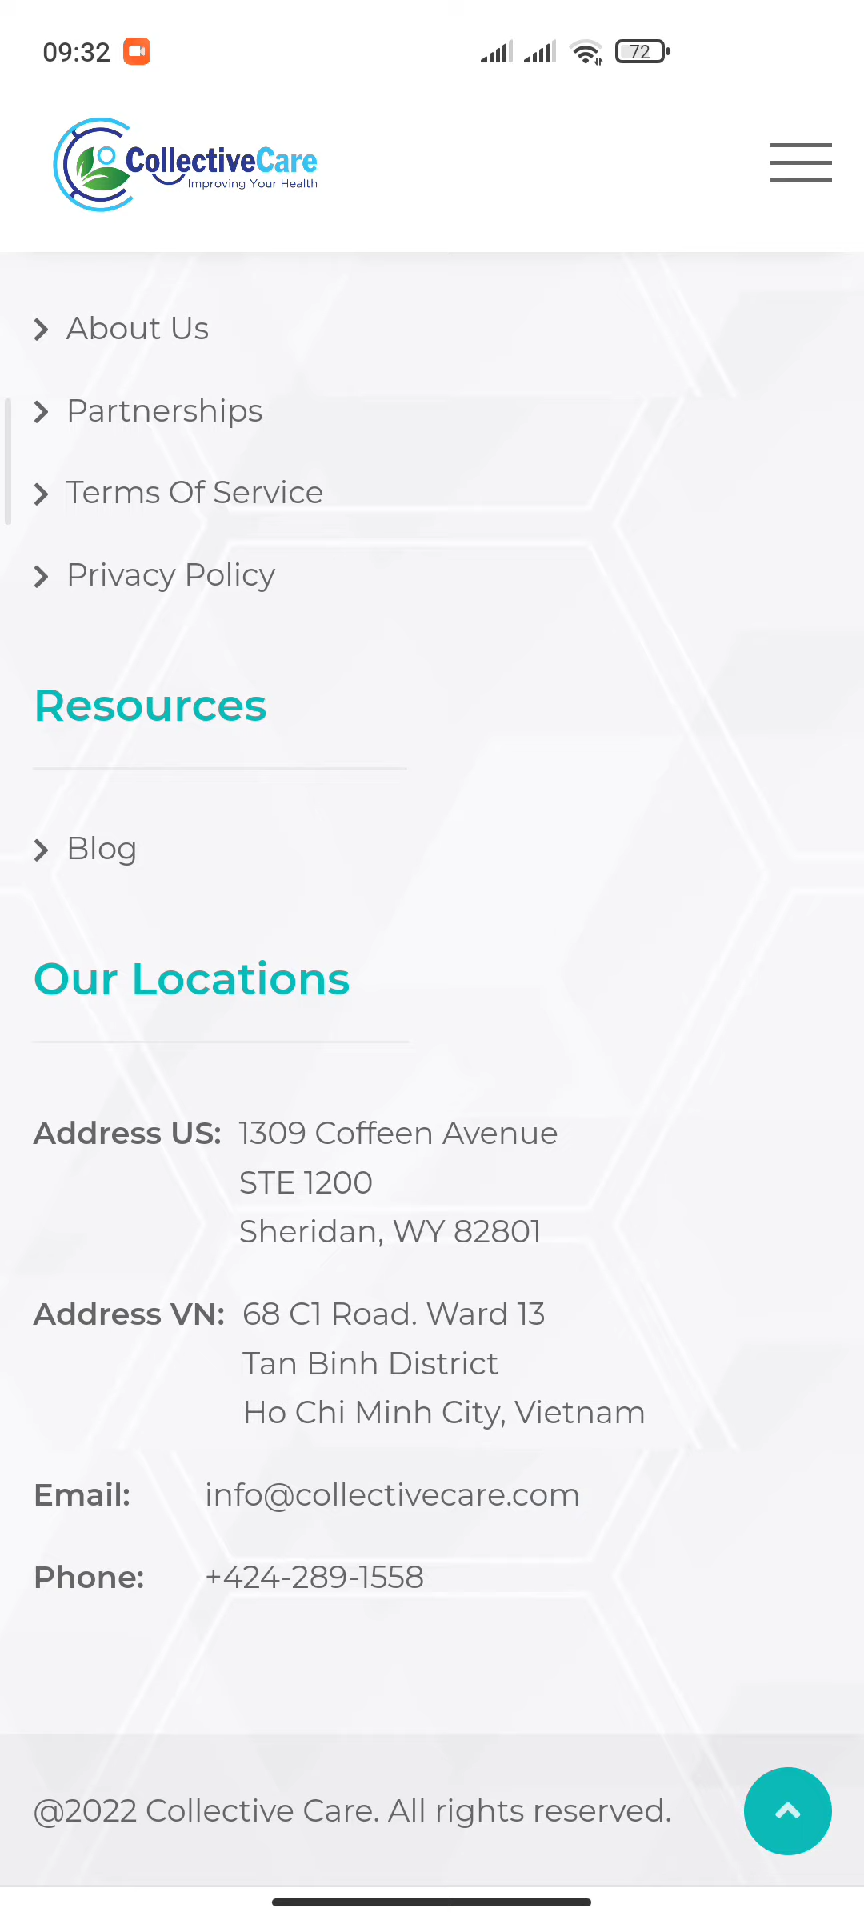 09:32
72
CollectiveCare
Improving Your Health
About Us
Partnerships
Terms Of Service
Privacy Policy
Resources
Blog
Our Locations
Address US: 1309 Coffeen Avenue
STE 1200
Sheridan, WY 82801
Address VN: 68 C1 Road. Ward 13
Tan Binh District
Ho Chi Minh City, Vietnam
Email: info@collectivecare.com
Phone: +424-289-1558
@2022 Collective Care. All rights reserved.